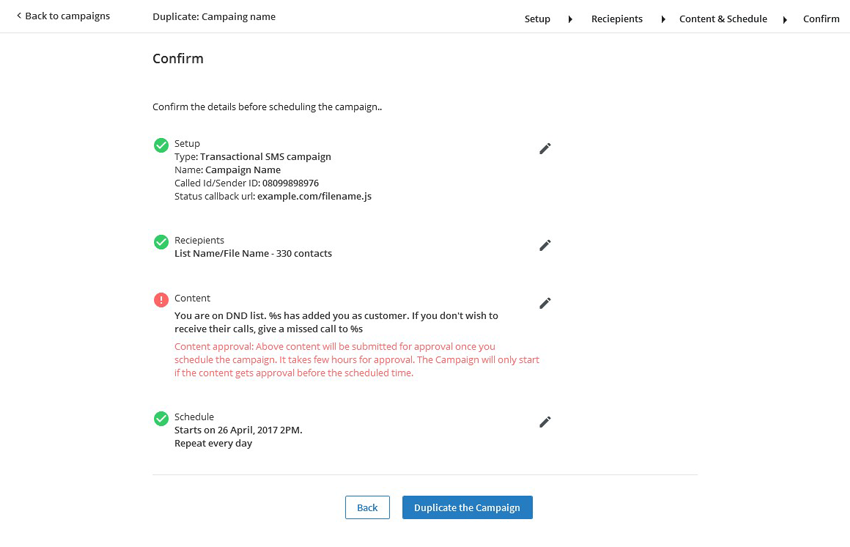 Back to campaigns
Duplicate: Campaing name
Setup
Reciepients
Content & Schedule
Confirm
Confirm
Confirm the details before scheduling the campaign..
Setup
Type: Transactional SMS campaign
Name: Campaign Name
Called Id/Sender ID: 08099898976
Status callback url: example.com/filename.js
Reciepients
List Name/File Name - 330 contacts
Content
You are on DND list. %s has added you as customer. If you don't wish to
receive their calls, give a missed call to %s
Content approval: Above content will be submitted for approval once you
schedule the campaign. It takes few hours for approval. The Campaign will only start
if the content gets approval before the scheduled time.
Schedule
Starts on 26 April, 2017 2PM.
Repeat every day
Back
Duplicate the Campaign